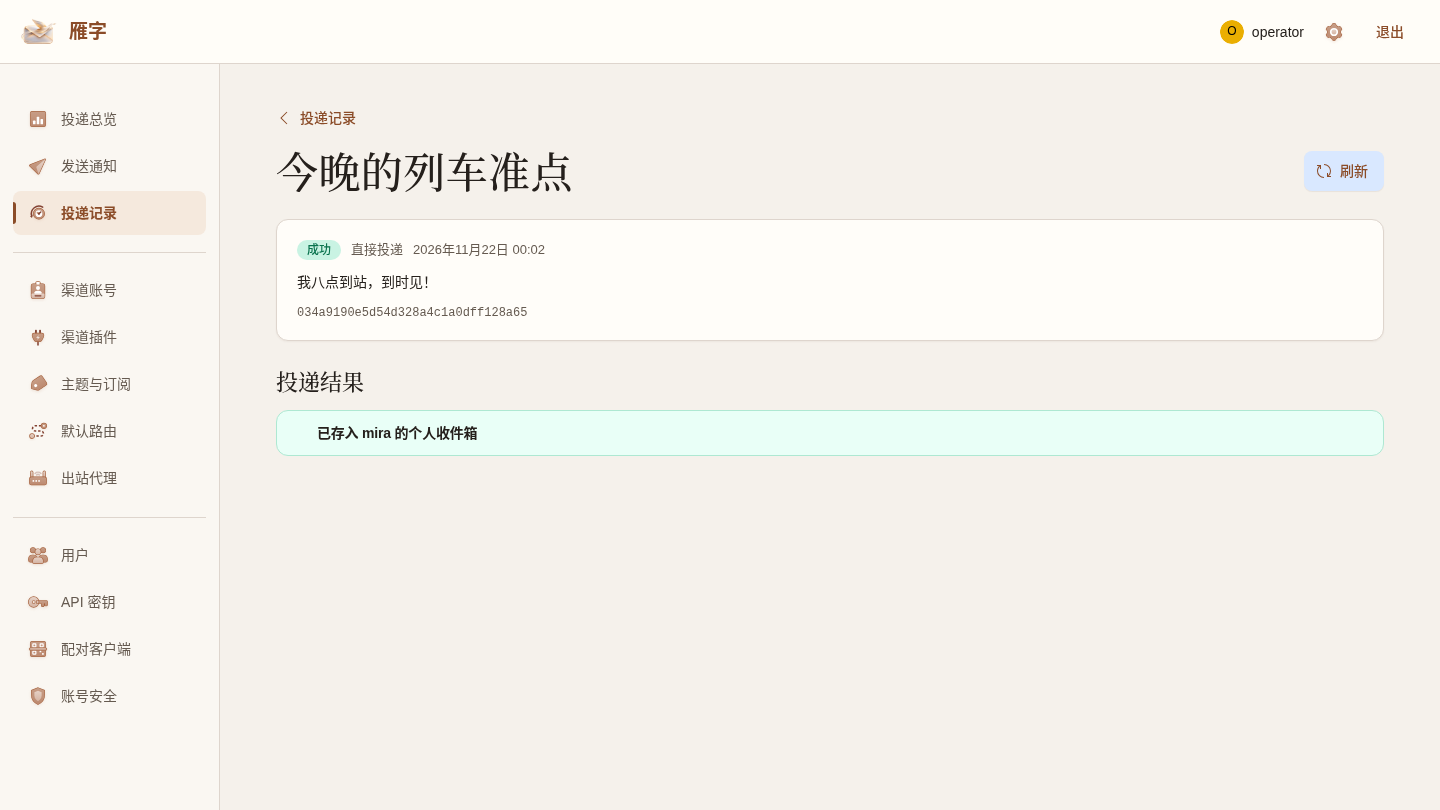 雁字
O operator 退出
投递总览
发送通知
投递记录
渠道账号
渠道插件
主题与订阅
默认路由
出站代理
用户
API 密钥
配对客户端
账号安全
投递记录
今晚的列车准点
刷新
成功 直接投递 2026年11月22日 00:02
我八点到站，到时见！
034a9190e5d54d328a4c1a0dff128a65
投递结果
已存入 mira 的个人收件箱